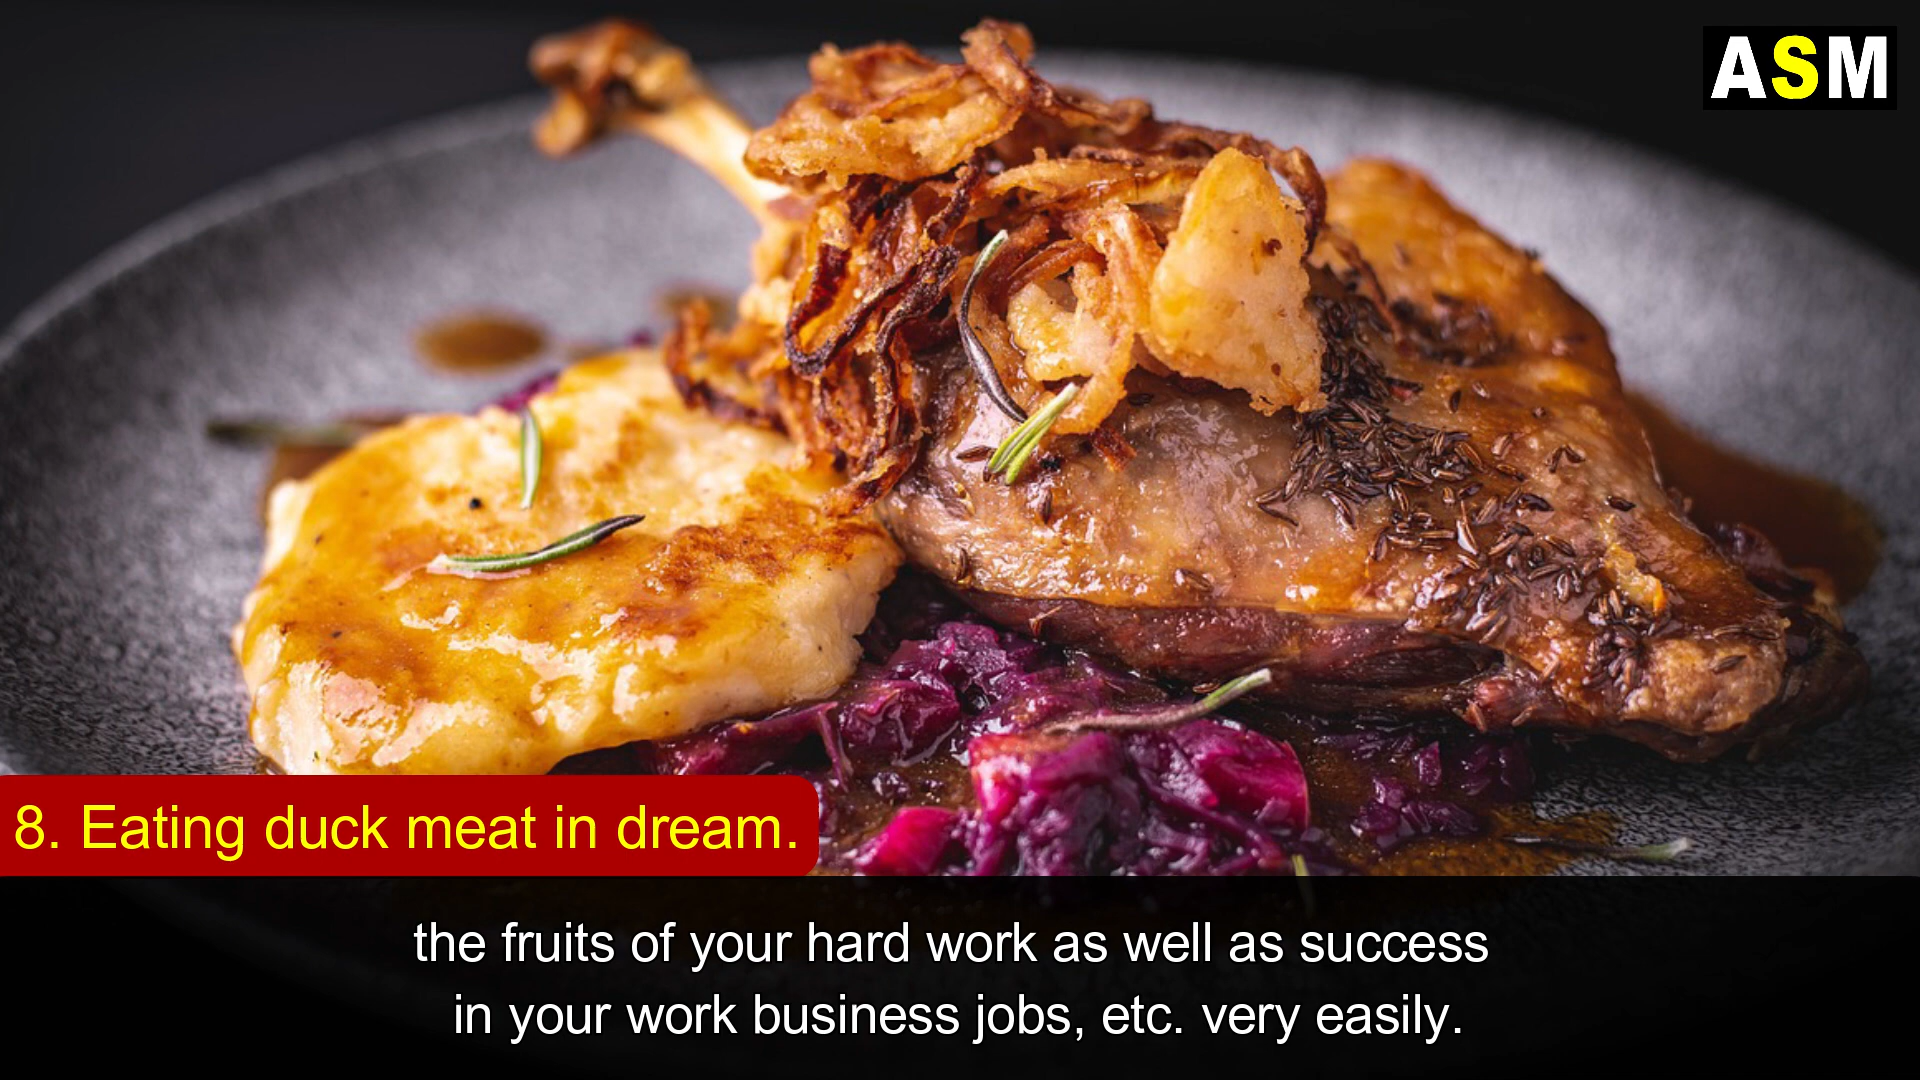 ASM
8. Eating duck meat in dream.
the fruits of your hard work as well as success
in your work business jobs, etc. very easily.